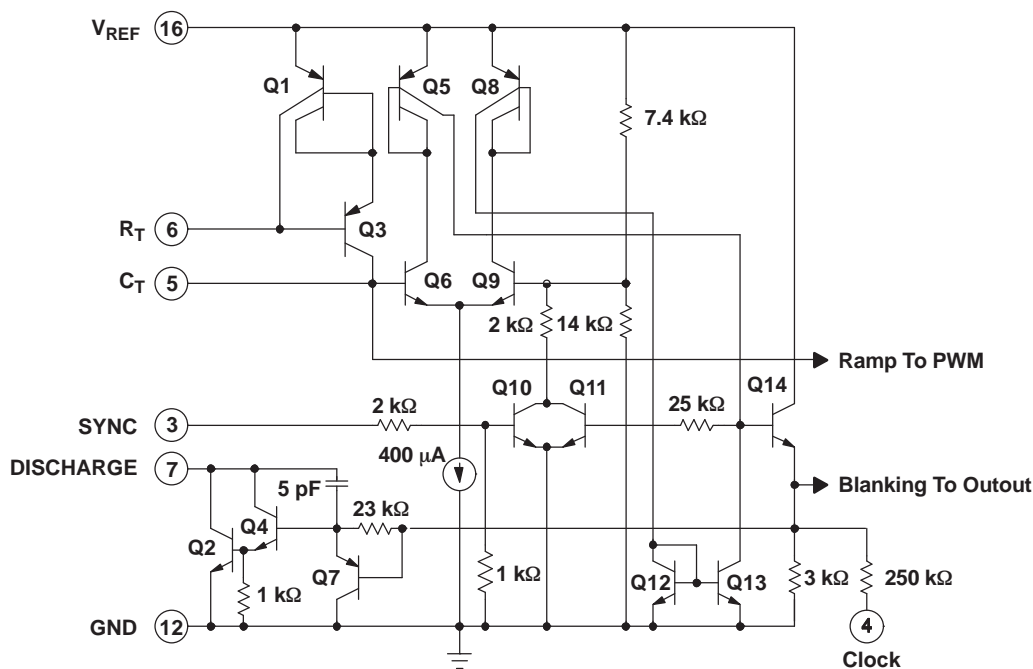 VREF 16
Q1
Q5
Q8
7.4 kΩ
RT 6
Q3
CT 5
Q6
Q9
2 kΩ
14 kΩ
Ramp To PWM
Q10
Q11
Q14
2 kΩ
25 kΩ
SYNC 3
400 μA
DISCHARGE 7
Blanking To Outout
5 pF
23 kΩ
Q4
Q2
Q7
1 kΩ
1 kΩ
Q12
Q13
3 kΩ
250 kΩ
GND 12
4
Clock